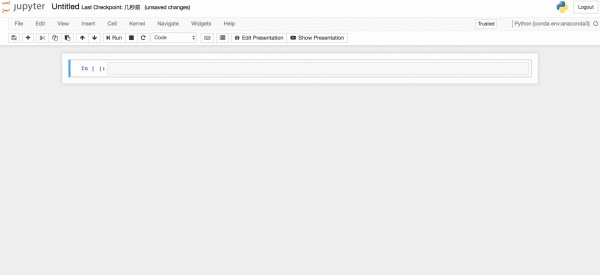 jupyter Untitled Last Checkpoint: 几秒前 (unsaved changes) Logout
File Edit View Insert Cell Kernel Navigate Widgets Help Trusted Python [conda env:anaconda3]
Run Code Edit Presentation Show Presentation
In [ ]: